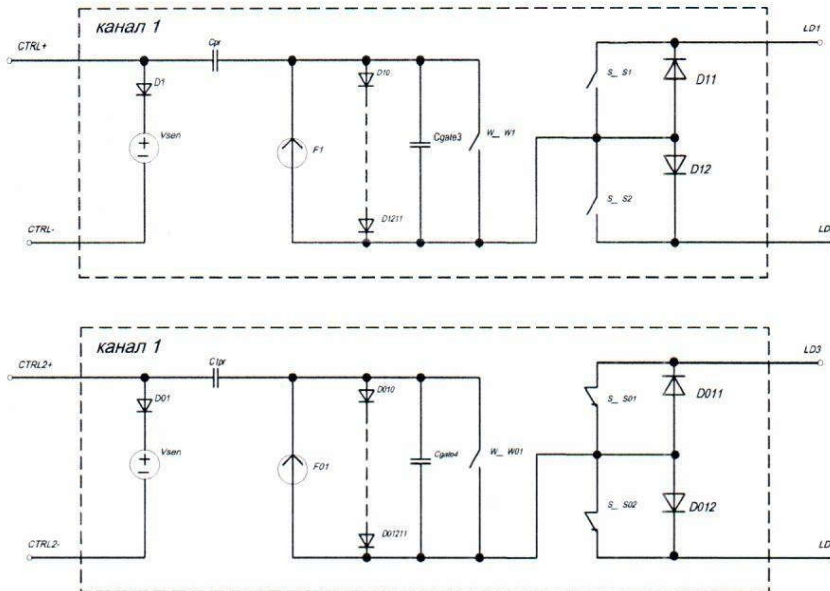 канал 1
CTRL+
Cpr
LD1
D1
D10
S_ S1
D11
Vsen
+
−
F1
Cgate3
W_ W1
D12
S_ S2
CTRL-
D1211
LD
канал 1
CTRL2+
C1pr
LD3
D01
D010
S_ S01
D011
Vsen
+
−
F01
Cgate4
W_ W01
D012
S_ S02
CTRL2-
D01211
LD